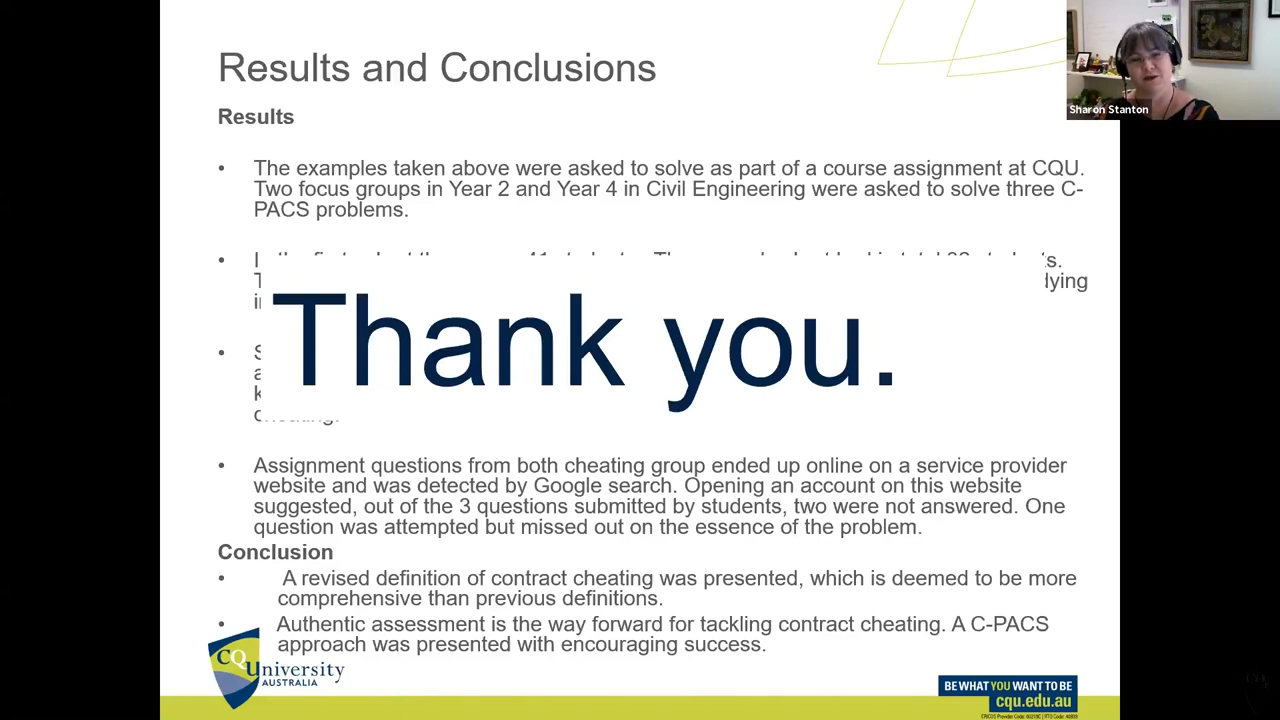 Results and Conclusions
Sharon Stanton
Results
• The examples taken above were asked to solve as part of a course assignment at CQU.
Two focus groups in Year 2 and Year 4 in Civil Engineering were asked to solve three C-
PACS problems.
•
dying
Thank you.
•
cheating.
• Assignment questions from both cheating group ended up online on a service provider
website and was detected by Google search. Opening an account on this website
suggested, out of the 3 questions submitted by students, two were not answered. One
question was attempted but missed out on the essence of the problem.
Conclusion
• A revised definition of contract cheating was presented, which is deemed to be more
comprehensive than previous definitions.
• Authentic assessment is the way forward for tackling contract cheating. A C-PACS
approach was presented with encouraging success.
CQUniversity
AUSTRALIA
BE WHAT YOU WANT TO BE
cqu.edu.au